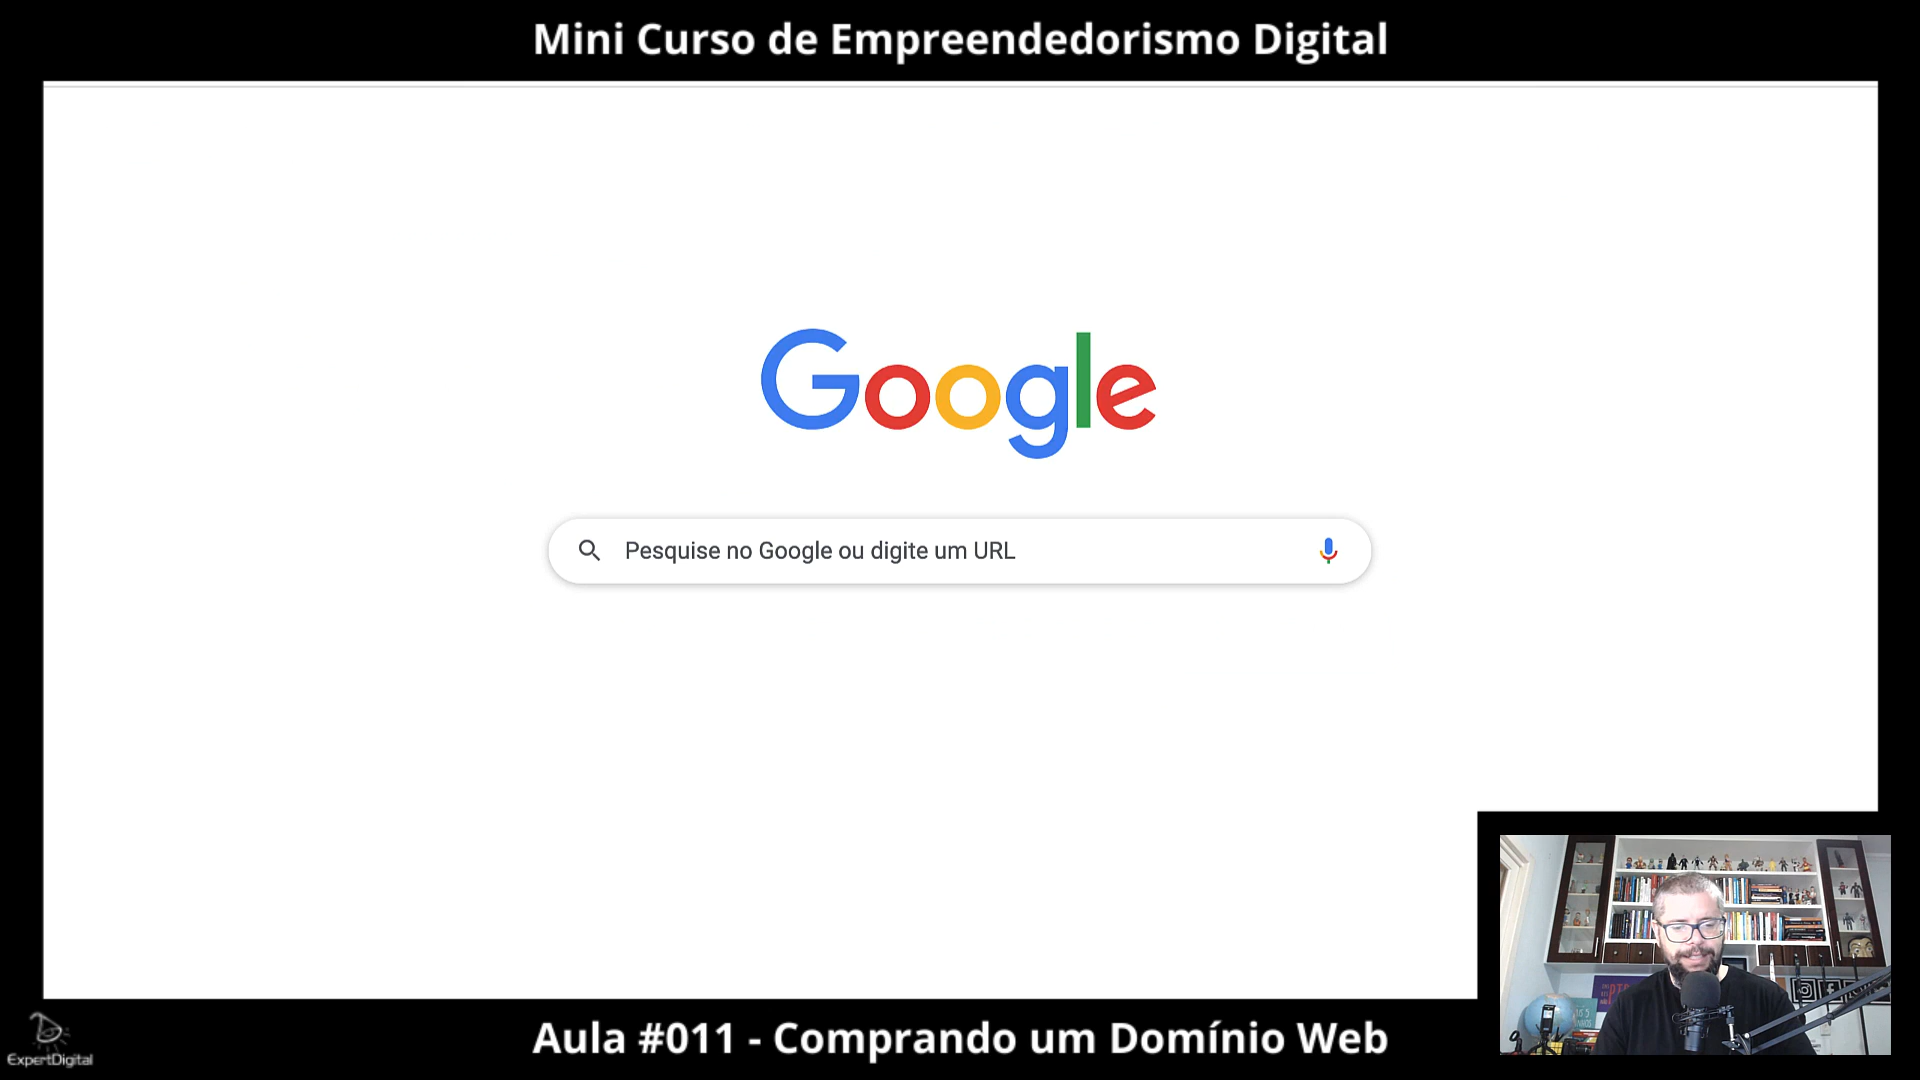 Mini Curso de Empreendedorismo Digital
Google
Pesquise no Google ou digite um URL
Aula #011 - Comprando um Domínio Web
ExpertDigital